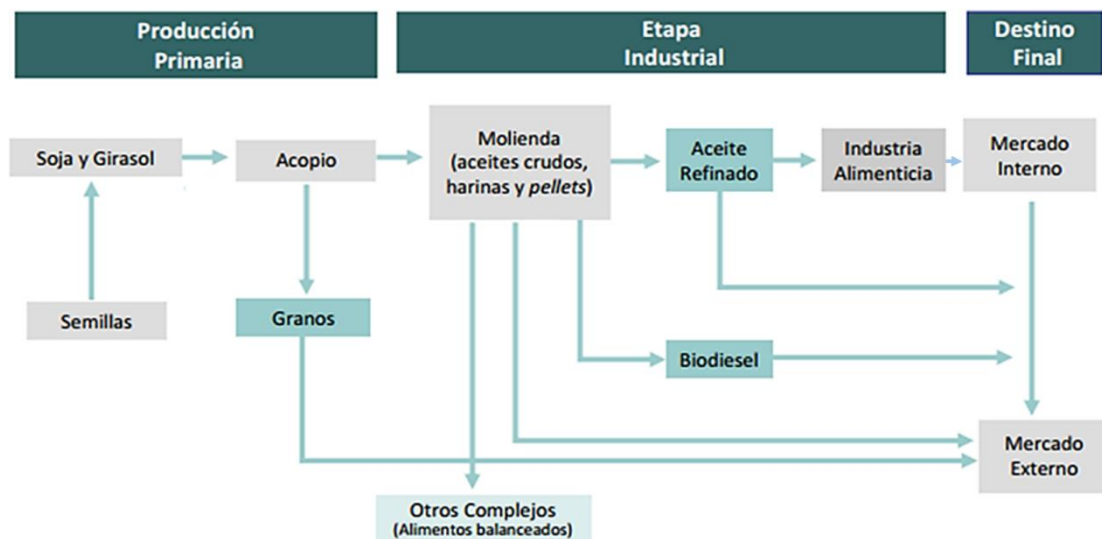 Producción
Primaria
Etapa
Industrial
Destino
Final
Soja y Girasol
Acopio
Molienda
(aceites crudos,
harinas y pellets)
Aceite
Refinado
Industria
Alimenticia
Mercado
Interno
Semillas
Granos
Biodiesel
Mercado
Externo
Otros Complejos
(Alimentos balanceados)